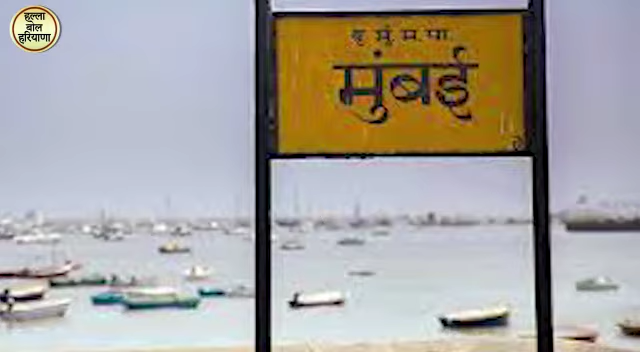 हल्ला
बोल
हरियाणा
बृ. मुं. म. पा.
मुंबई